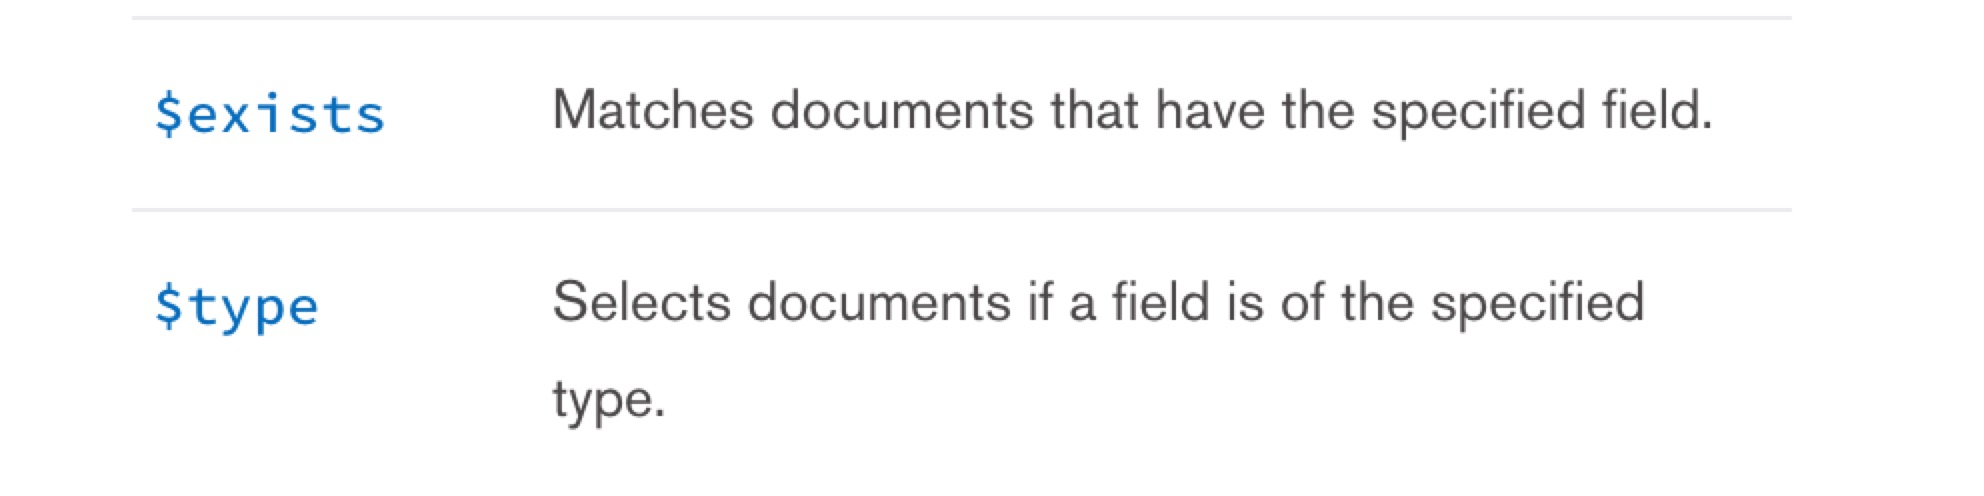 $exists Matches documents that have the specified field.
$type Selects documents if a field is of the specified
type.